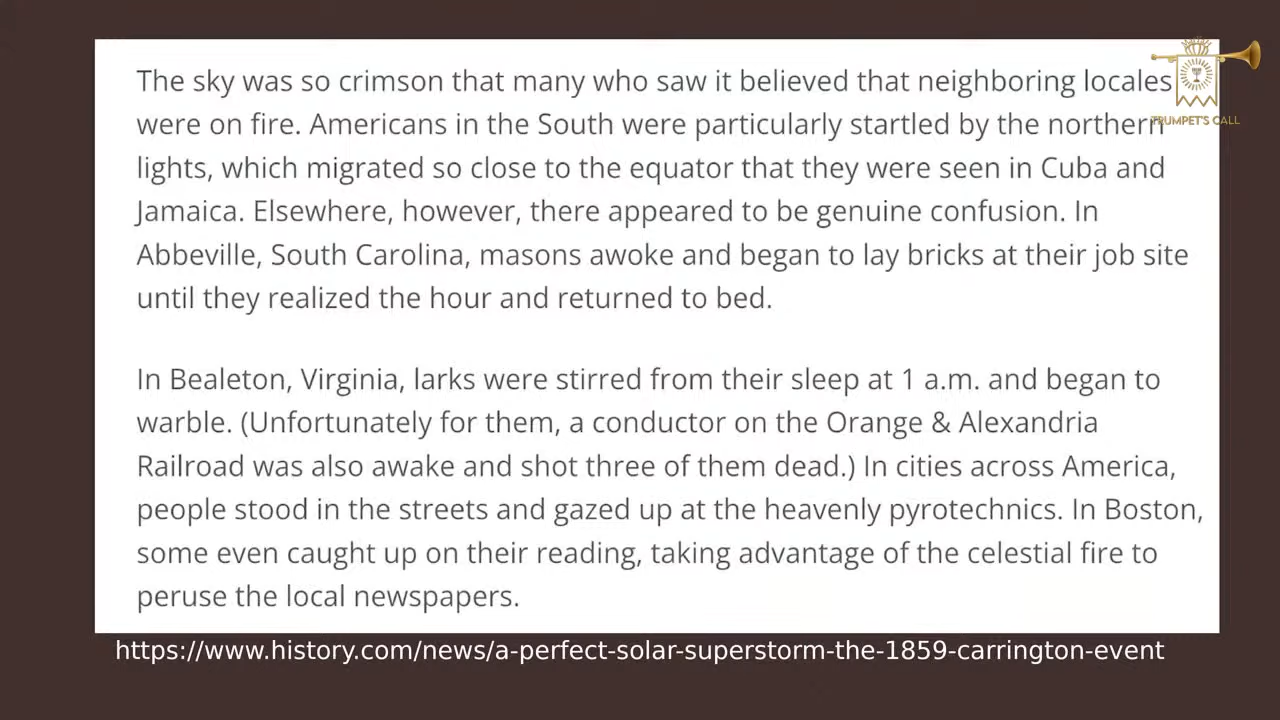 The sky was so crimson that many who saw it believed that neighboring locales
were on fire. Americans in the South were particularly startled by the northern
lights, which migrated so close to the equator that they were seen in Cuba and
Jamaica. Elsewhere, however, there appeared to be genuine confusion. In
Abbeville, South Carolina, masons awoke and began to lay bricks at their job site
until they realized the hour and returned to bed.
In Bealeton, Virginia, larks were stirred from their sleep at 1 a.m. and began to
warble. (Unfortunately for them, a conductor on the Orange & Alexandria
Railroad was also awake and shot three of them dead.) In cities across America,
people stood in the streets and gazed up at the heavenly pyrotechnics. In Boston,
some even caught up on their reading, taking advantage of the celestial fire to
peruse the local newspapers.
https://www.history.com/news/a-perfect-solar-superstorm-the-1859-carrington-event
TRUMPET'S CALL